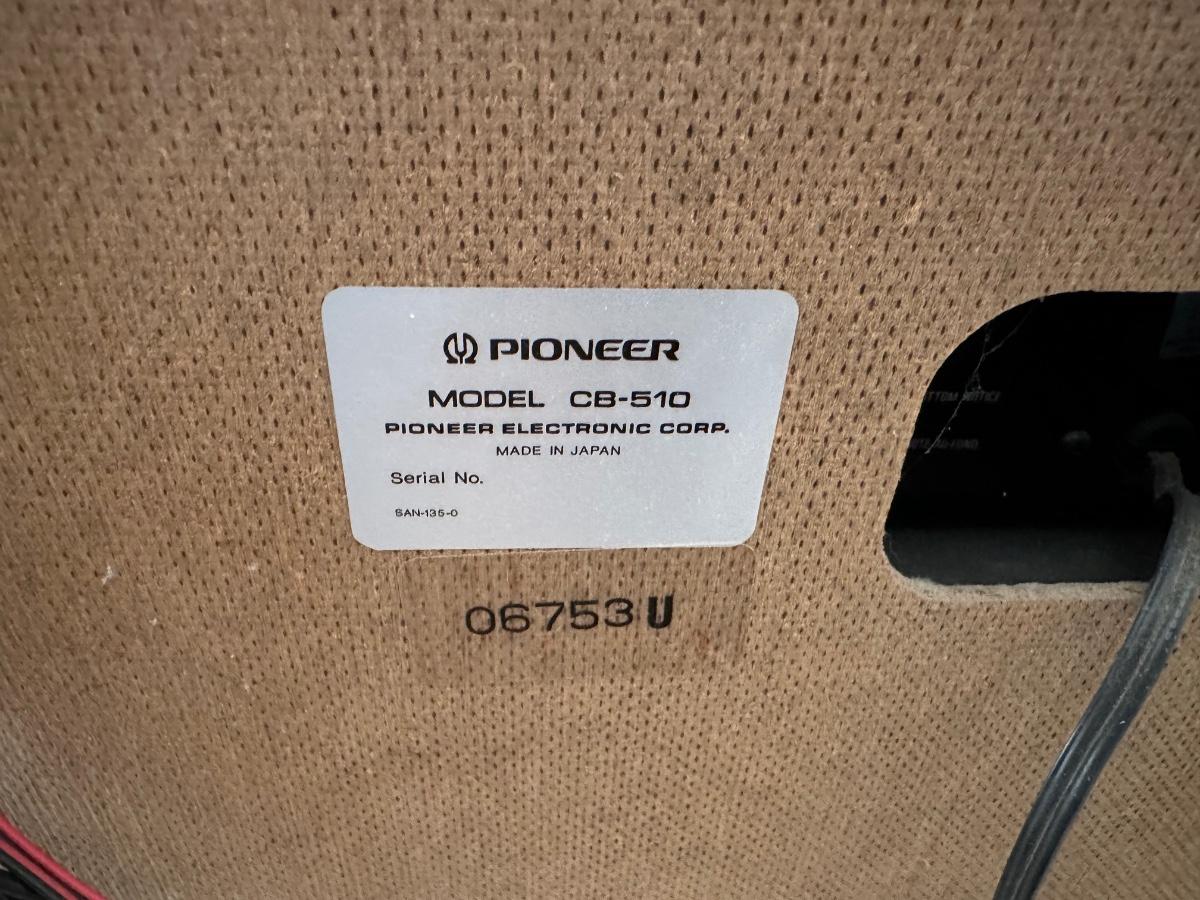 PIONEER
MODEL CB-510
PIONEER ELECTRONIC CORP.
MADE IN JAPAN
Serial No.
SAN-135-0
06753U